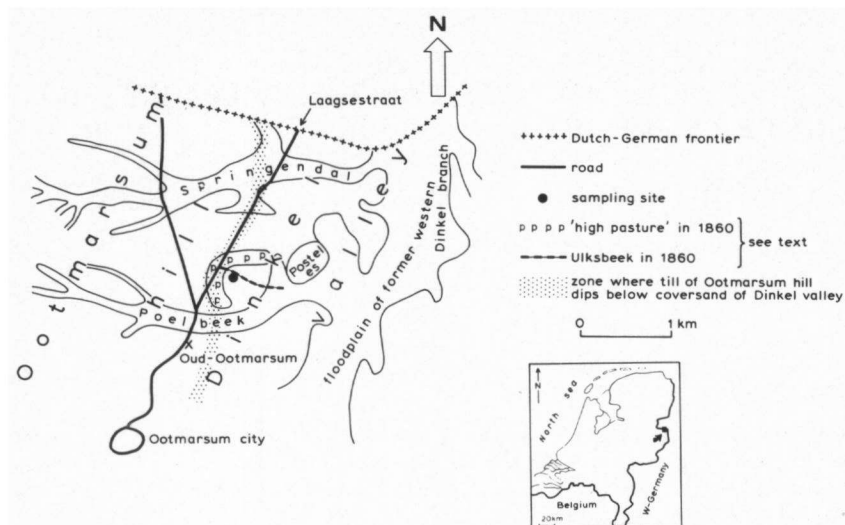 N
Laagsestraat
Dutch-German frontier
road
sampling site
p p p p 'high pasture' in 1860
Ulksbeek in 1860
see text
zone where till of Ootmarsum hill
dips below coversand of Dinkel valley
0 1 km
Ootmarsum
hill
Springendal
Dinkel
valley
p p p p p
p
p
p
Postel
es
Poelbeek
x
Oud-Ootmarsum
Ootmarsum city
floodplain of former western
Dinkel branch
N
North sea
W-Germany
Belgium
20km